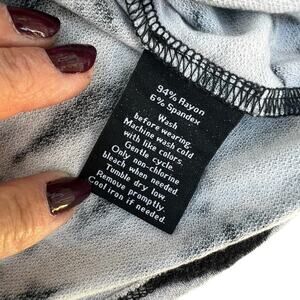 94% Rayon
6% Spandex
Wash
before wearing.
Machine wash cold
with like colors.
Gentle cycle.
Only non-chlorine
bleach when needed.
Tumble dry low.
Remove promptly.
Cool iron if needed.